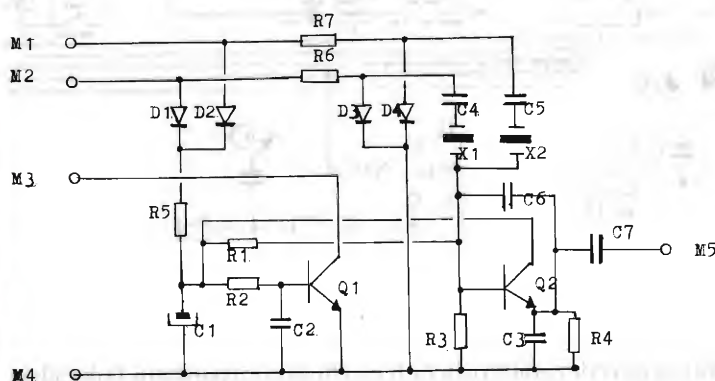 R7
M1
R6
M2
D1 D2 D3 D4 C4 C5
X1 X2
M3
C6
R5 C7
R1 M5
R2 Q1 Q2
C1 C2 R3 C3 R4
M4